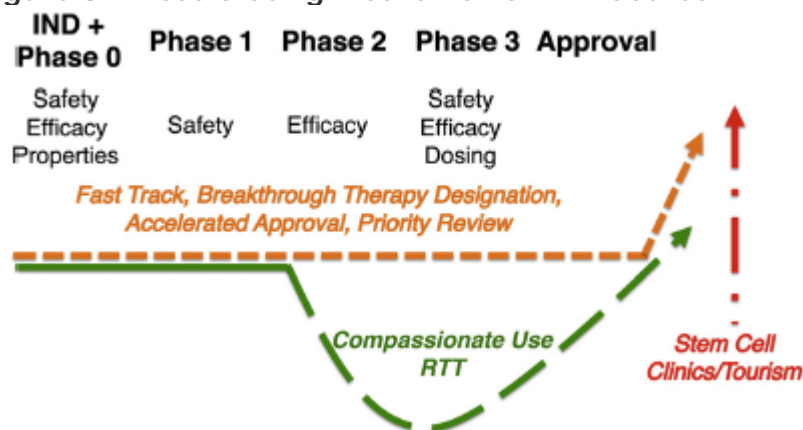 IND +
Phase 0
Phase 1
Phase 2
Phase 3
Approval
Safety
Efficacy
Properties
Safety
Efficacy
Safety
Efficacy
Dosing
Fast Track, Breakthrough Therapy Designation,
Accelerated Approval, Priority Review
Compassionate Use
RTT
Stem Cell
Clinics/Tourism